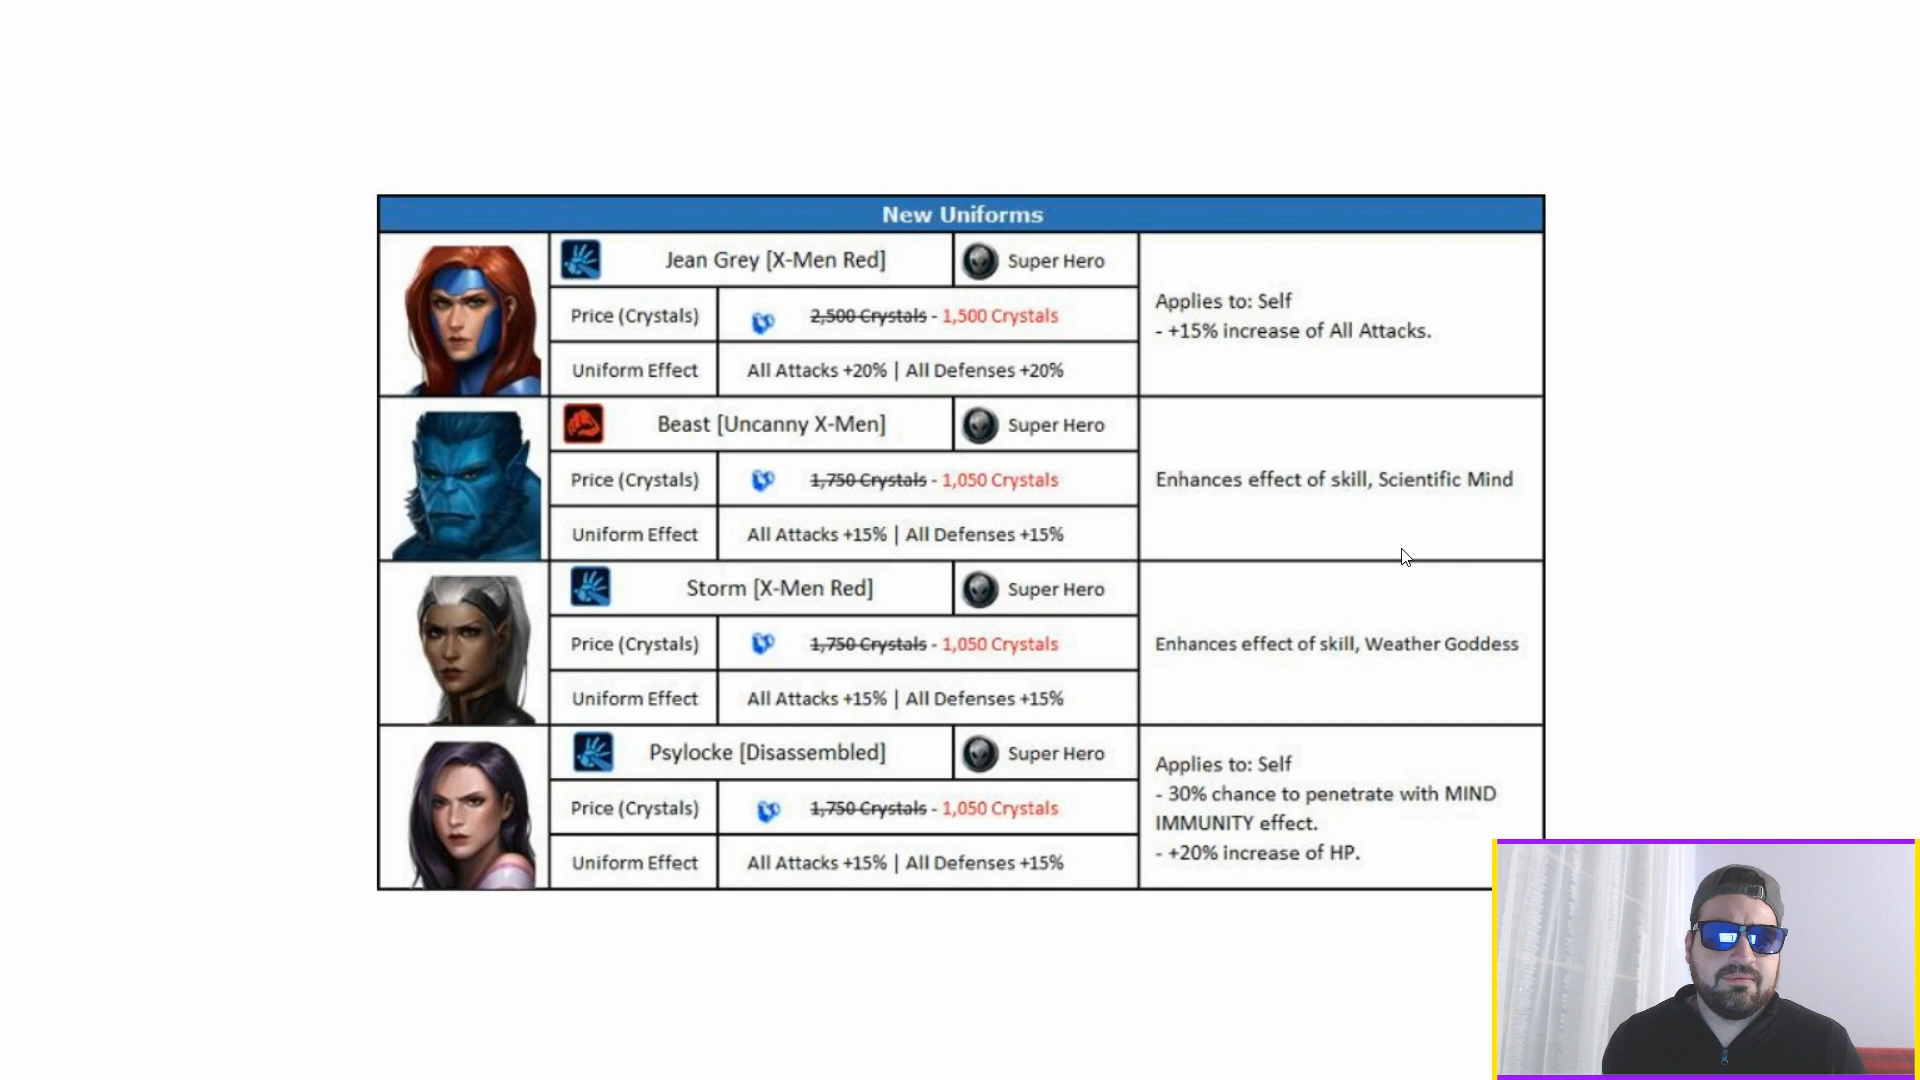 New Uniforms
Jean Grey [X-Men Red]
Super Hero
Price (Crystals)
2,500 Crystals - 1,500 Crystals
Uniform Effect
All Attacks +20% | All Defenses +20%
Applies to: Self
- +15% increase of All Attacks.
Beast [Uncanny X-Men]
Super Hero
Price (Crystals)
1,750 Crystals - 1,050 Crystals
Uniform Effect
All Attacks +15% | All Defenses +15%
Enhances effect of skill, Scientific Mind
Storm [X-Men Red]
Super Hero
Price (Crystals)
1,750 Crystals - 1,050 Crystals
Uniform Effect
All Attacks +15% | All Defenses +15%
Enhances effect of skill, Weather Goddess
Psylocke [Disassembled]
Super Hero
Price (Crystals)
1,750 Crystals - 1,050 Crystals
Uniform Effect
All Attacks +15% | All Defenses +15%
Applies to: Self
- 30% chance to penetrate with MIND
IMMUNITY effect.
- +20% increase of HP.